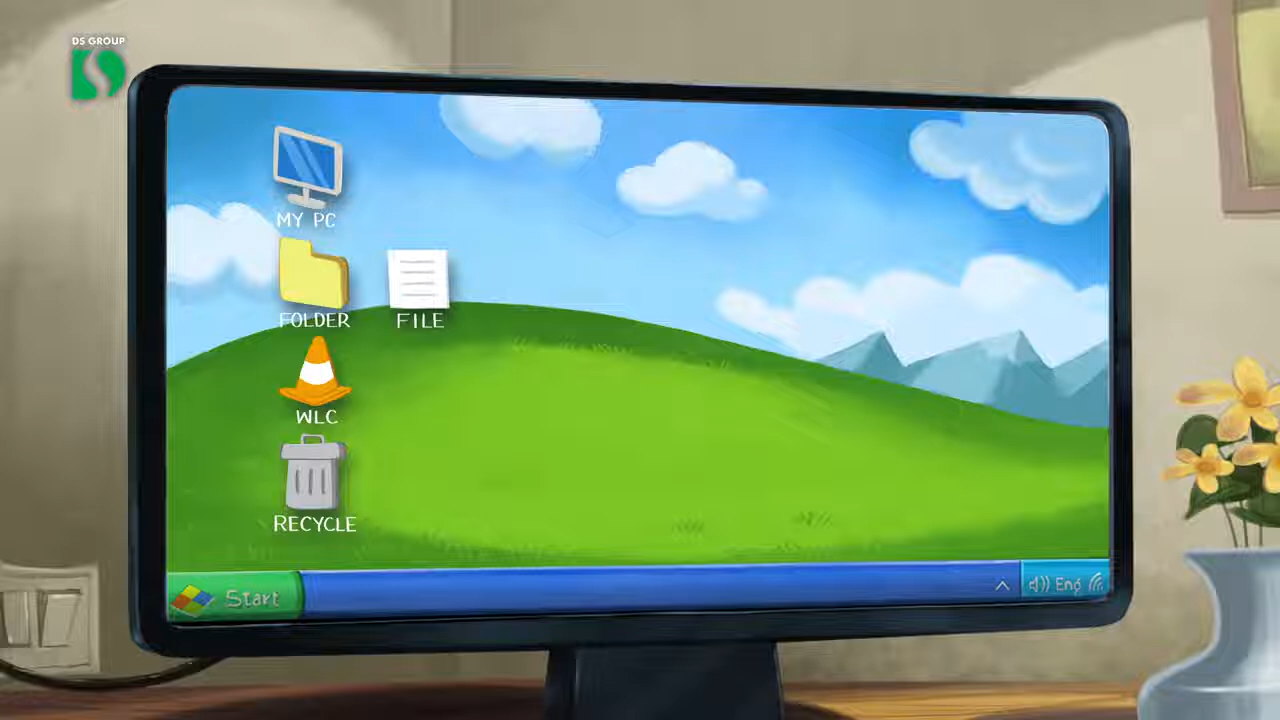 DS GROUP
MY PC
FOLDER
FILE
WLC
RECYCLE
Start
Eng